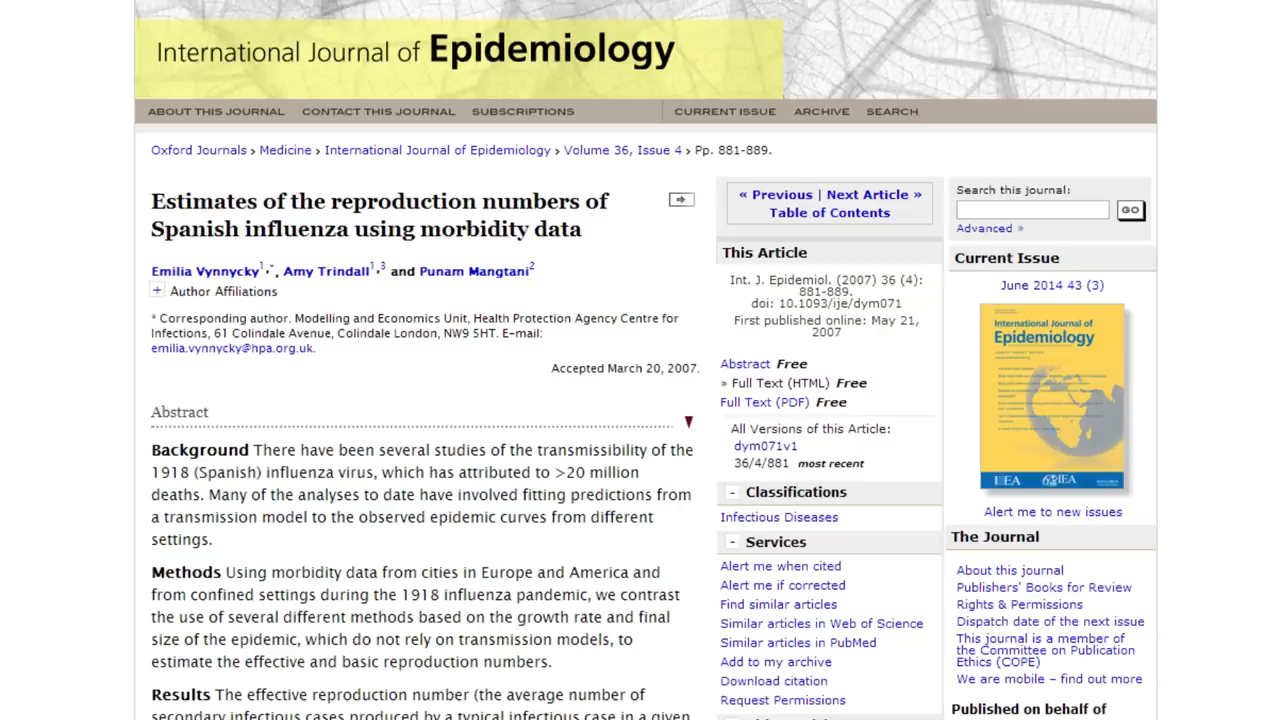 International Journal of Epidemiology
ABOUT THIS JOURNAL CONTACT THIS JOURNAL SUBSCRIPTIONS CURRENT ISSUE ARCHIVE SEARCH
Oxford Journals › Medicine › International Journal of Epidemiology › Volume 36, Issue 4 › Pp. 881-889.
Estimates of the reproduction numbers of
Spanish influenza using morbidity data
Emilia Vynnycky1,*, Amy Trindall1,3 and Punam Mangtani2
+ Author Affiliations
* Corresponding author. Modelling and Economics Unit, Health Protection Agency Centre for
Infections, 61 Colindale Avenue, Colindale London, NW9 5HT. E-mail:
emilia.vynnycky@hpa.org.uk.
Accepted March 20, 2007.
Abstract
Background There have been several studies of the transmissibility of the
1918 (Spanish) influenza virus, which has attributed to >20 million
deaths. Many of the analyses to date have involved fitting predictions from
a transmission model to the observed epidemic curves from different
settings.
Methods Using morbidity data from cities in Europe and America and
from confined settings during the 1918 influenza pandemic, we contrast
the use of several different methods based on the growth rate and final
size of the epidemic, which do not rely on transmission models, to
estimate the effective and basic reproduction numbers.
Results The effective reproduction number (the average number of
secondary infectious cases produced by a typical infectious case in a given
« Previous | Next Article »
Table of Contents
This Article
Int. J. Epidemiol. (2007) 36 (4):
881-889.
doi: 10.1093/ije/dym071
First published online: May 21,
2007
Abstract Free
» Full Text (HTML) Free
Full Text (PDF) Free
All Versions of this Article:
dym071v1
36/4/881 most recent
- Classifications
Infectious Diseases
- Services
Alert me when cited
Alert me if corrected
Find similar articles
Similar articles in Web of Science
Similar articles in PubMed
Add to my archive
Download citation
Request Permissions
Search this journal:
GO
Advanced »
Current Issue
June 2014 43 (3)
International Journal of
Epidemiology
IEA
Alert me to new issues
The Journal
About this journal
Publishers' Books for Review
Rights & Permissions
Dispatch date of the next issue
This journal is a member of
the Committee on Publication
Ethics (COPE)
We are mobile – find out more
Published on behalf of